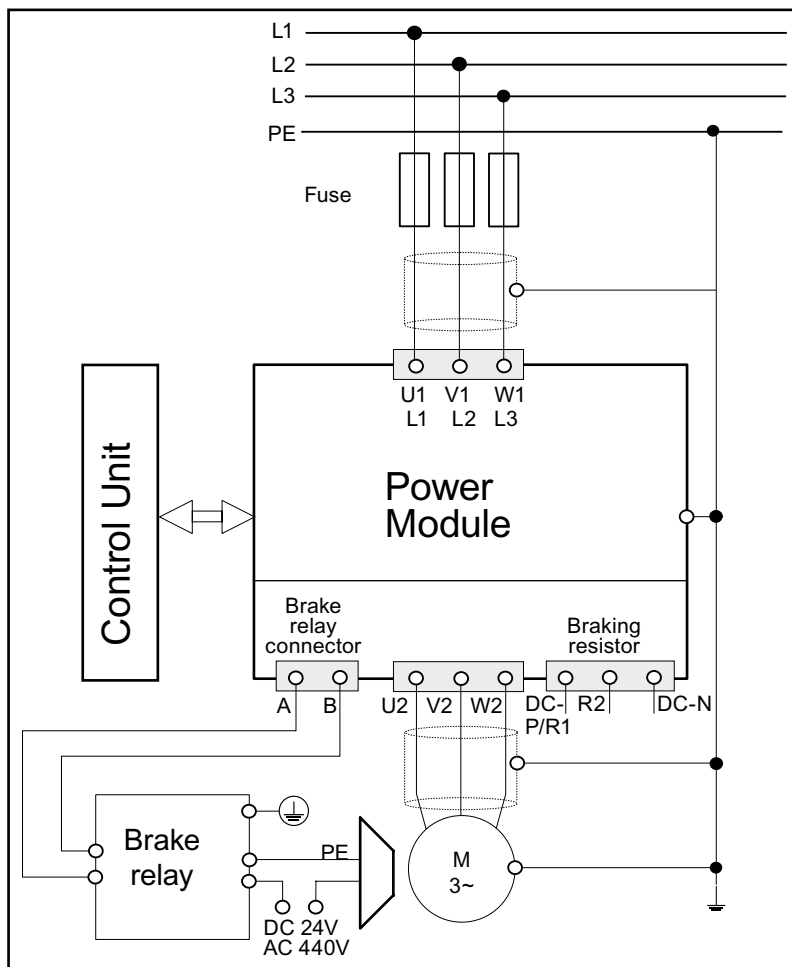 L1
L2
L3
PE
Fuse
U1 V1 W1
L1 L2 L3
Control Unit
Power
Module
Brake
relay
connector
Braking
resistor
A B U2 V2 W2 DC- R2 DC-N
P/R1
Brake
relay
PE
M
3~
DC 24V
AC 440V